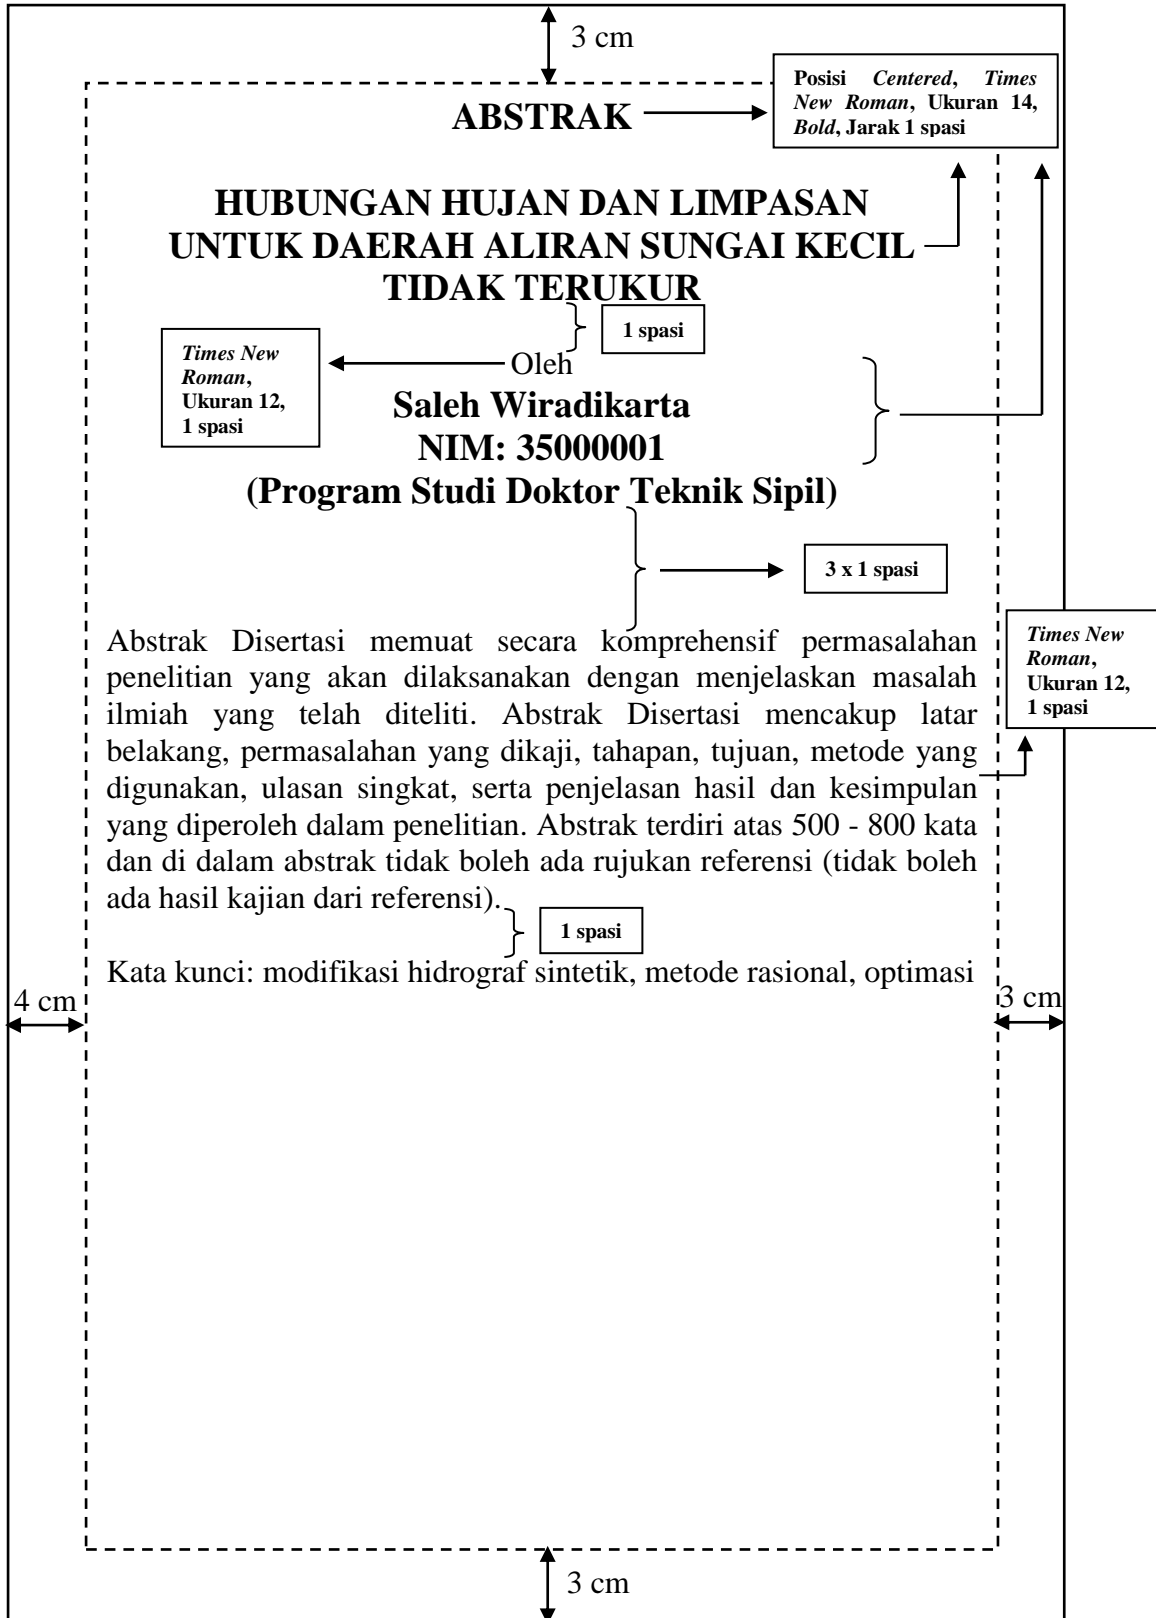 3 cm
Posisi Centered, Times
New Roman, Ukuran 14,
Bold, Jarak 1 spasi
ABSTRAK
HUBUNGAN HUJAN DAN LIMPASAN
UNTUK DAERAH ALIRAN SUNGAI KECIL
TIDAK TERUKUR
1 spasi
Times New
Roman,
Ukuran 12,
1 spasi
Oleh
Saleh Wiradikarta
NIM: 35000001
(Program Studi Doktor Teknik Sipil)
3 x 1 spasi
Abstrak Disertasi memuat secara komprehensif permasalahan
penelitian yang akan dilaksanakan dengan menjelaskan masalah
ilmiah yang telah diteliti. Abstrak Disertasi mencakup latar
belakang, permasalahan yang dikaji, tahapan, tujuan, metode yang
digunakan, ulasan singkat, serta penjelasan hasil dan kesimpulan
yang diperoleh dalam penelitian. Abstrak terdiri atas 500 - 800 kata
dan di dalam abstrak tidak boleh ada rujukan referensi (tidak boleh
ada hasil kajian dari referensi).
Times New
Roman,
Ukuran 12,
1 spasi
1 spasi
Kata kunci: modifikasi hidrograf sintetik, metode rasional, optimasi
4 cm
3 cm
3 cm